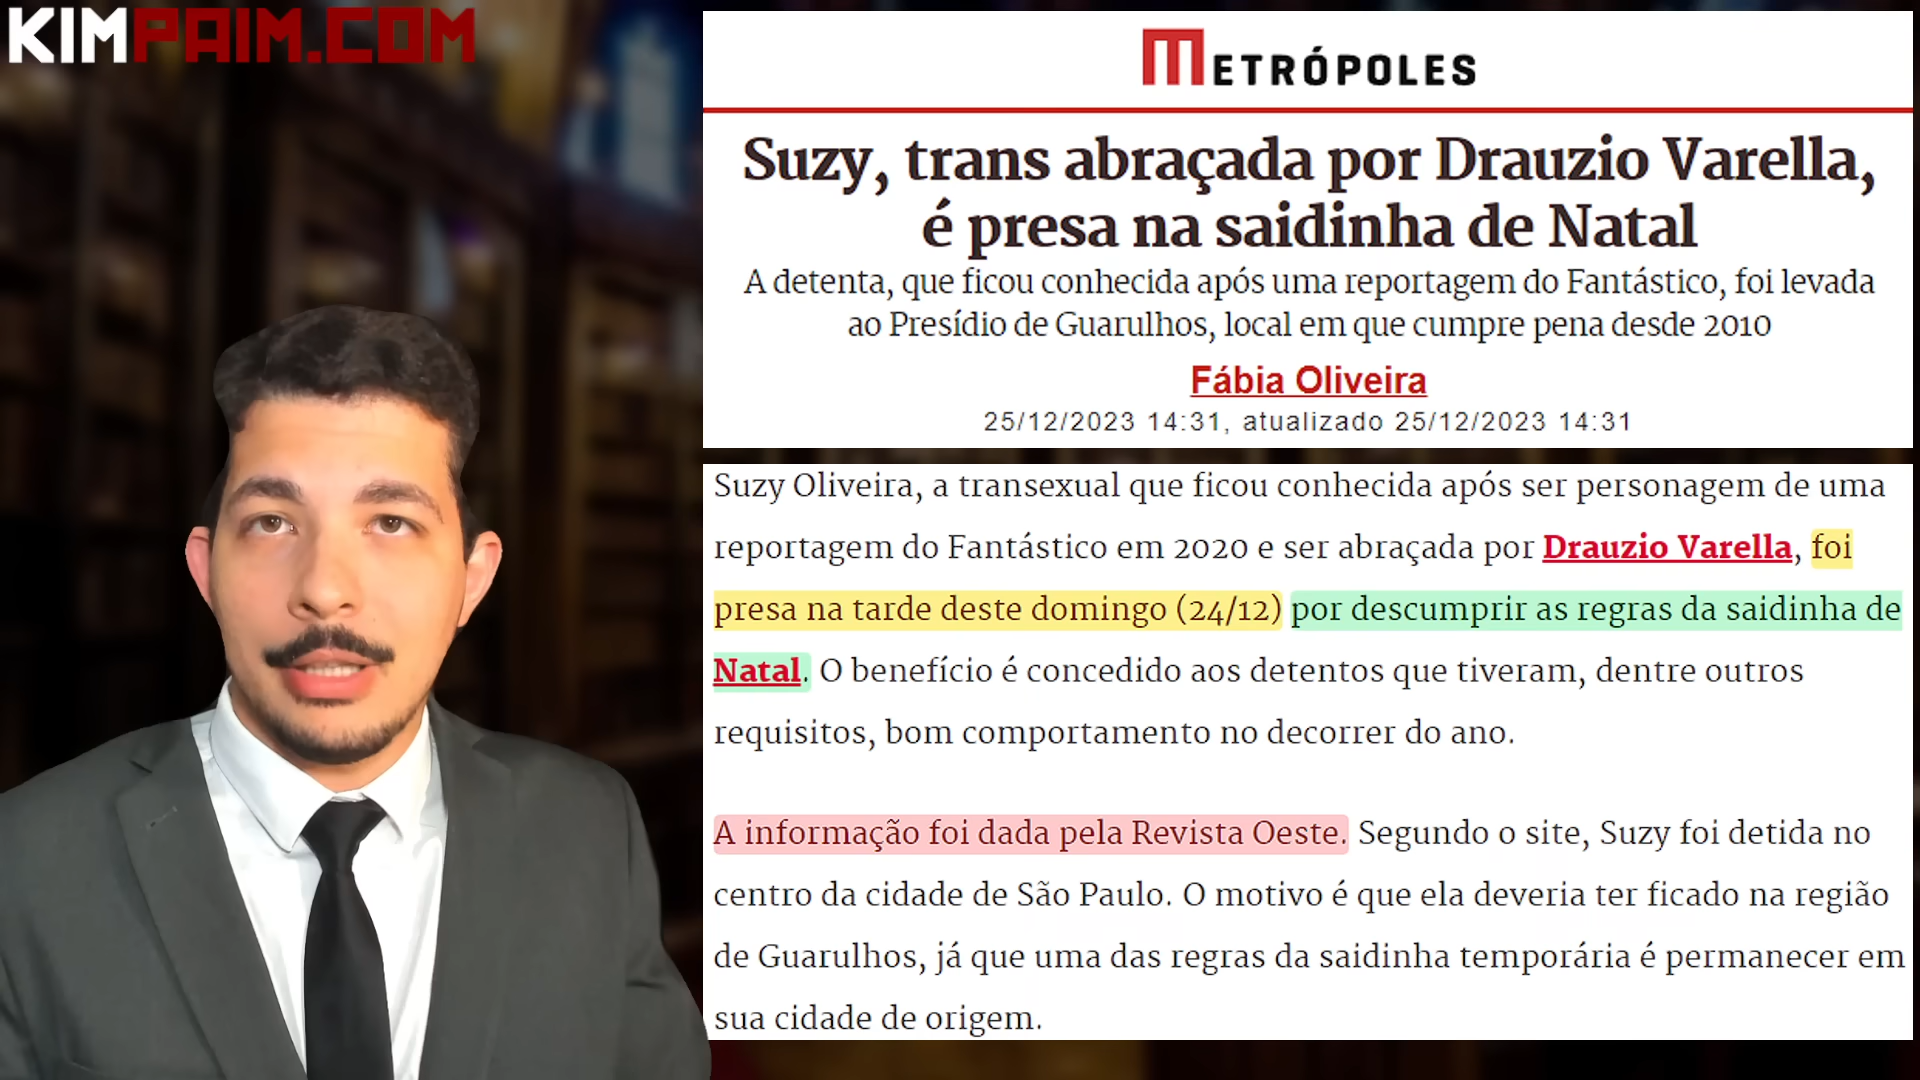 KIMPAIM.COM
METRÓPOLES
Suzy, trans abraçada por Drauzio Varella,
é presa na saidinha de Natal
A detenta, que ficou conhecida após uma reportagem do Fantástico, foi levada
ao Presídio de Guarulhos, local em que cumpre pena desde 2010
Fábia Oliveira
25/12/2023 14:31, atualizado 25/12/2023 14:31
Suzy Oliveira, a transexual que ficou conhecida após ser personagem de uma
reportagem do Fantástico em 2020 e ser abraçada por Drauzio Varella, foi
presa na tarde deste domingo (24/12) por descumprir as regras da saidinha de
Natal. O benefício é concedido aos detentos que tiveram, dentre outros
requisitos, bom comportamento no decorrer do ano.
A informação foi dada pela Revista Oeste. Segundo o site, Suzy foi detida no
centro da cidade de São Paulo. O motivo é que ela deveria ter ficado na região
de Guarulhos, já que uma das regras da saidinha temporária é permanecer em
sua cidade de origem.